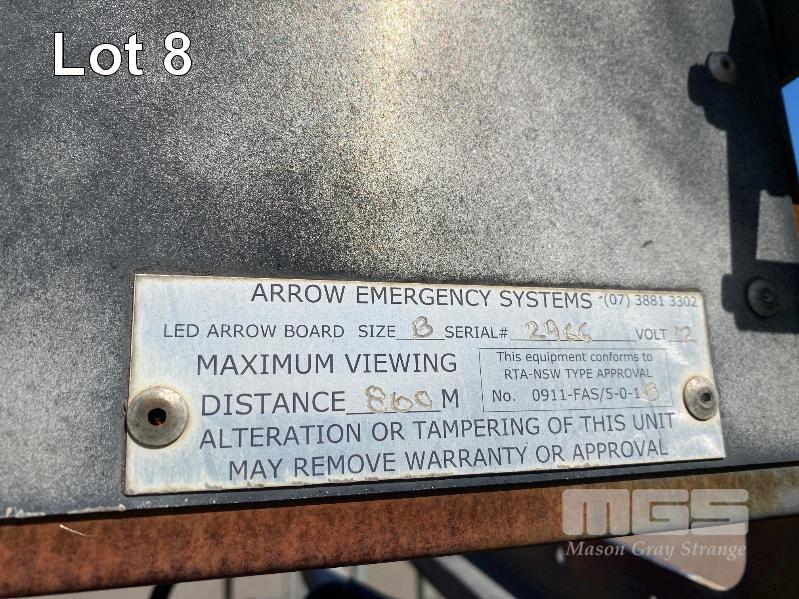 Lot 8
ARROW EMERGENCY SYSTEMS -(07) 3881 3302
LED ARROW BOARD SIZE B SERIAL# 2966 VOLT 12
MAXIMUM VIEWING
DISTANCE 860 M
This equipment conforms to
RTA-NSW TYPE APPROVAL
No. 0911-FAS/5-0-1B
ALTERATION OR TAMPERING OF THIS UNIT
MAY REMOVE WARRANTY OR APPROVAL
MGS
Mason Gray Strange